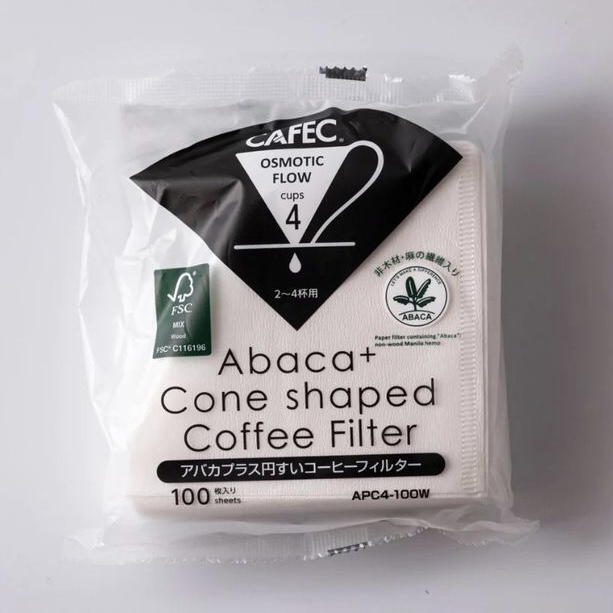 CAFEC®
OSMOTIC
FLOW
cups
4
2〜4杯用
非木材・麻の繊維入り
LET'S MAKE A DIFFERENCE
ABACA
Paper filter containing "Abaca"/
non-wood Manila Hemp
FSC
MIX
Wood
FSC® C116196
Abaca+
Cone shaped
Coffee Filter
アバカプラス円すいコーヒーフィルター
100 枚入り sheets
APC4-100W